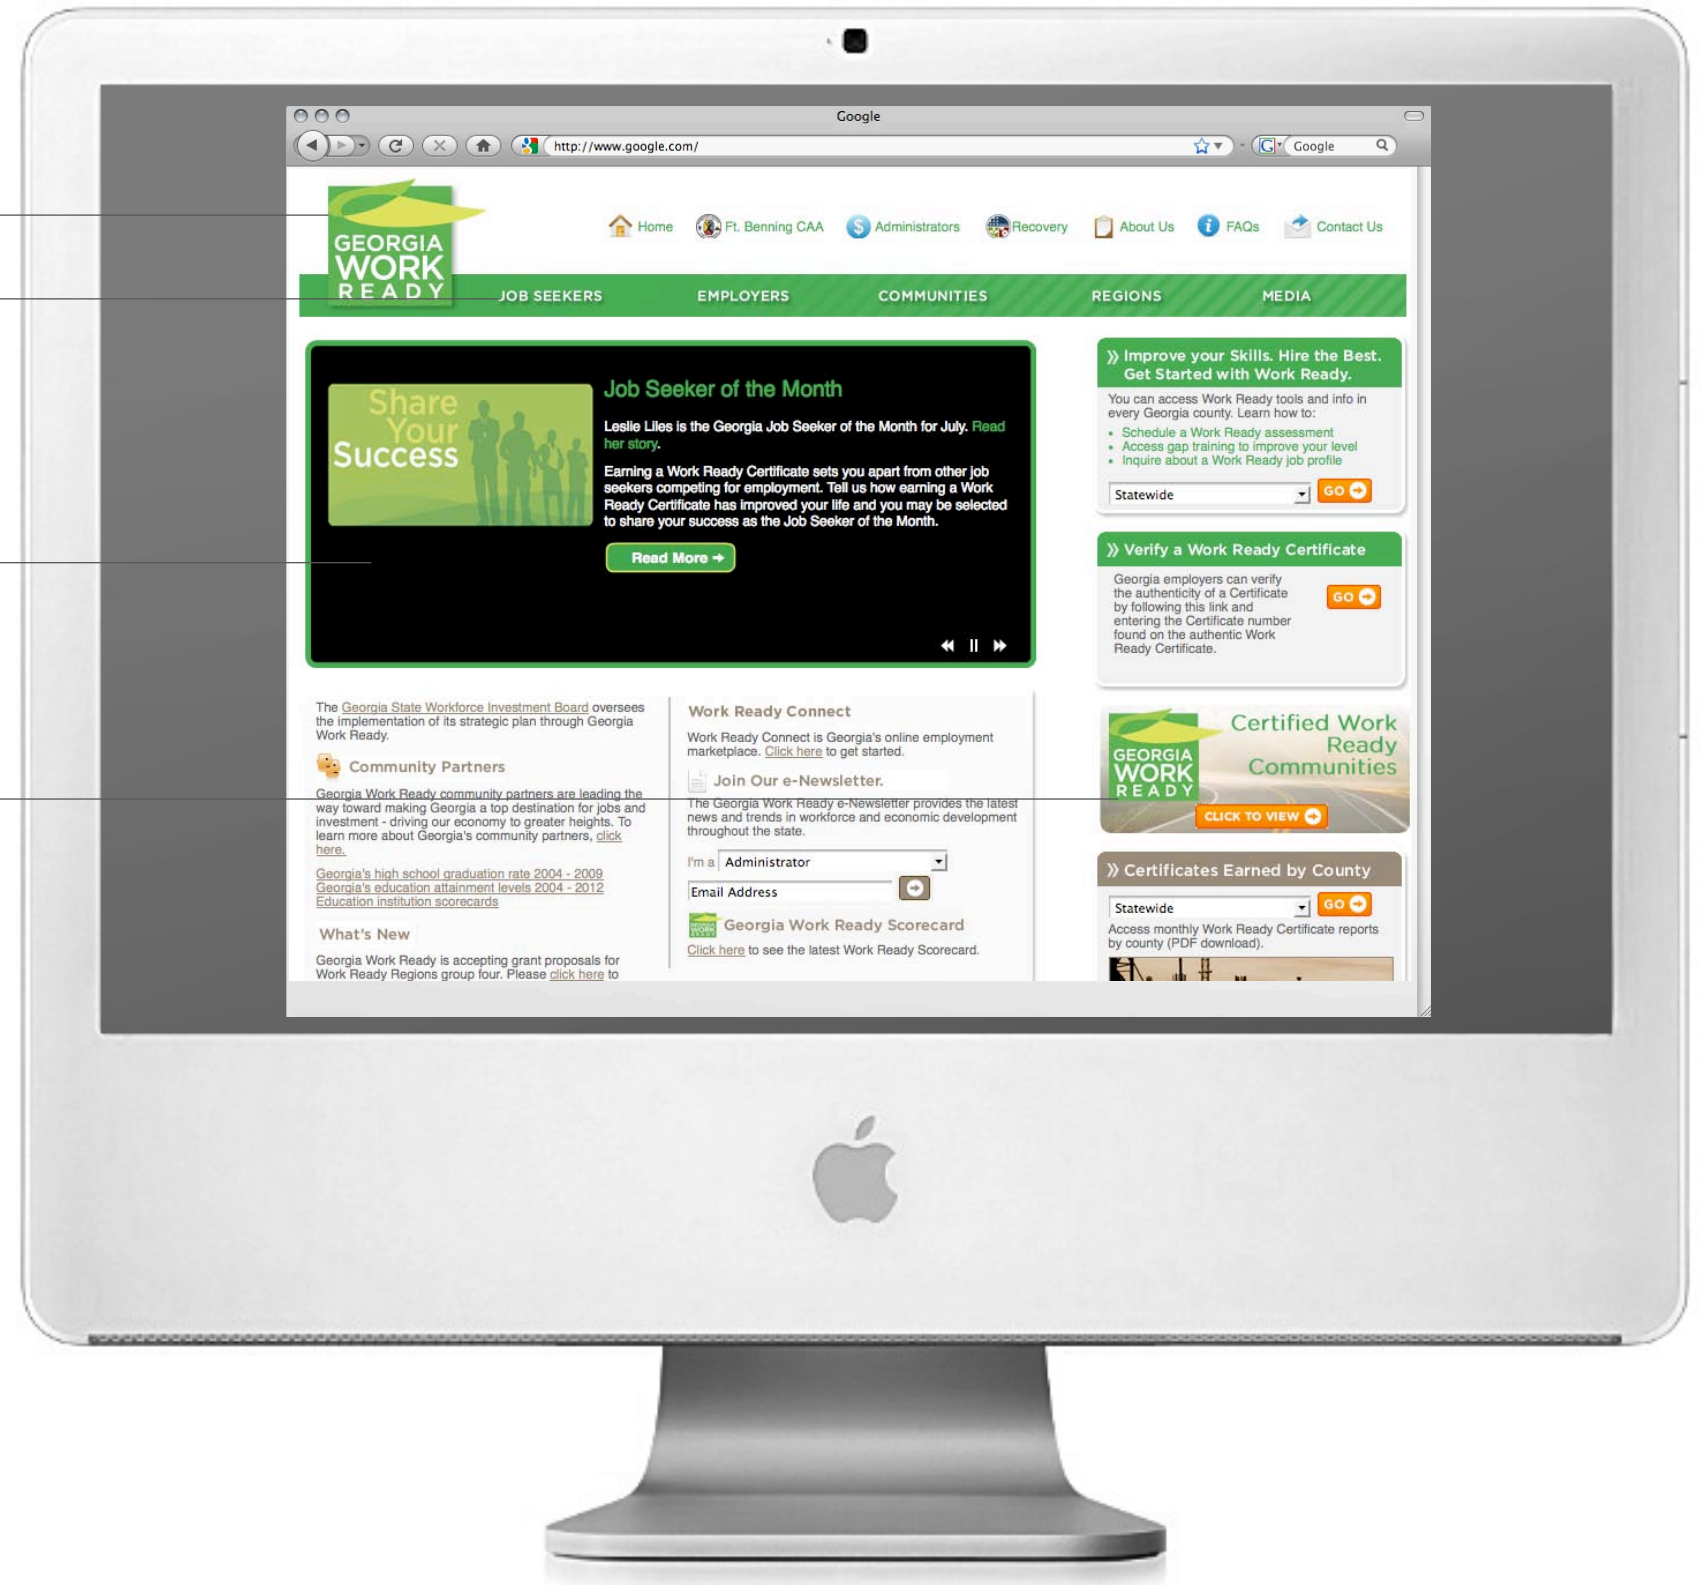 Google
http://www.google.com/
Google
GEORGIA
WORK
READY
Home
Ft. Benning CAA
Administrators
Recovery
About Us
FAQs
Contact Us
JOB SEEKERS
EMPLOYERS
COMMUNITIES
REGIONS
MEDIA
Share
Your
Success
Job Seeker of the Month
Leslie Liles is the Georgia Job Seeker of the Month for July. Read
her story.
Earning a Work Ready Certificate sets you apart from other job
seekers competing for employment. Tell us how earning a Work
Ready Certificate has improved your life and you may be selected
to share your success as the Job Seeker of the Month.
Read More
The Georgia State Workforce Investment Board oversees
the implementation of its strategic plan through Georgia
Work Ready.
Community Partners
Georgia Work Ready community partners are leading the
way toward making Georgia a top destination for jobs and
investment - driving our economy to greater heights. To
learn more about Georgia's community partners, click
here.
Georgia's high school graduation rate 2004 - 2009
Georgia's education attainment levels 2004 - 2012
Education institution scorecards
What's New
Georgia Work Ready is accepting grant proposals for
Work Ready Regions group four. Please click here to
Work Ready Connect
Work Ready Connect is Georgia's online employment
marketplace. Click here to get started.
Join Our e-Newsletter.
The Georgia Work Ready e-Newsletter provides the latest
news and trends in workforce and economic development
throughout the state.
I'm a Administrator
Email Address
GEORGIA
WORK
READY
Georgia Work Ready Scorecard
Click here to see the latest Work Ready Scorecard.
» Improve your Skills. Hire the Best.
Get Started with Work Ready.
You can access Work Ready tools and info in
every Georgia county. Learn how to:
• Schedule a Work Ready assessment
• Access gap training to improve your level
• Inquire about a Work Ready job profile
Statewide
GO
» Verify a Work Ready Certificate
Georgia employers can verify
the authenticity of a Certificate
by following this link and
entering the Certificate number
found on the authentic Work
Ready Certificate.
GO
GEORGIA
WORK
READY
Certified Work
Ready
Communities
CLICK TO VIEW
» Certificates Earned by County
Statewide
GO
Access monthly Work Ready Certificate reports
by county (PDF download).